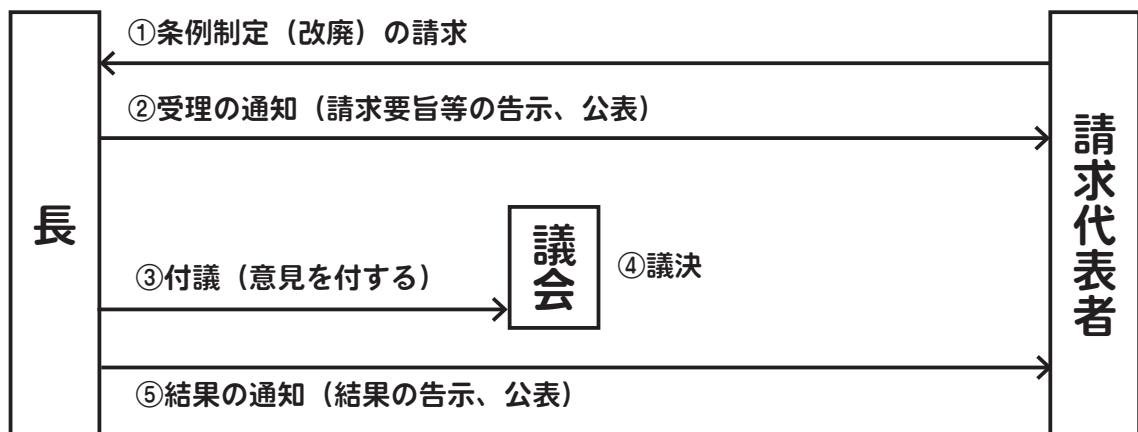 ①条例制定（改廃）の請求
②受理の通知（請求要旨等の告示、公表）
長
議会
④議決
③付議（意見を付する）
⑤結果の通知（結果の告示、公表）
請求代表者